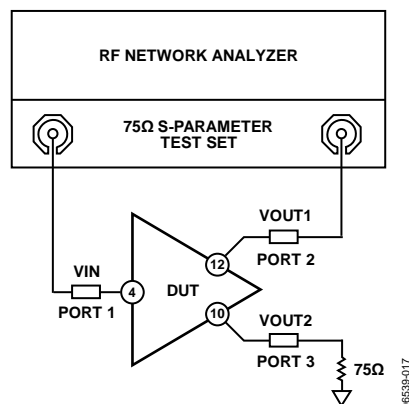 RF NETWORK ANALYZER
75Ω S-PARAMETER
TEST SET
VOUT1
12
PORT 2
VIN
4
DUT
PORT 1
10
VOUT2
PORT 3
75Ω
06539-017